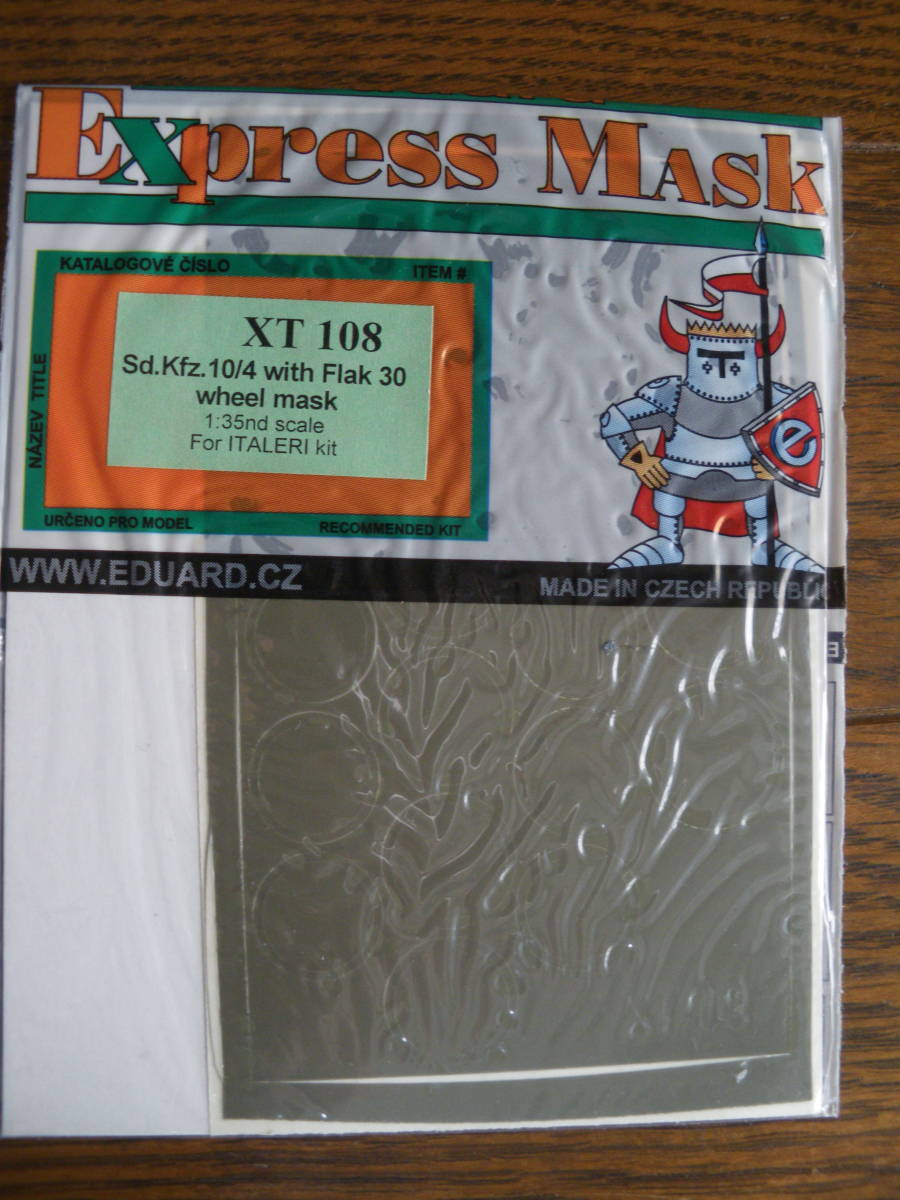 Express Mask
KATALOGOVÉ ČÍSLO
ITEM #
XT 108
Sd.Kfz.10/4 with Flak 30
wheel mask
1:35nd scale
For ITALERI kit
NÁZEV TITLE
URČENO PRO MODEL
RECOMMENDED KIT
e
WWW.EDUARD.CZ
MADE IN CZECH REPUBLIC